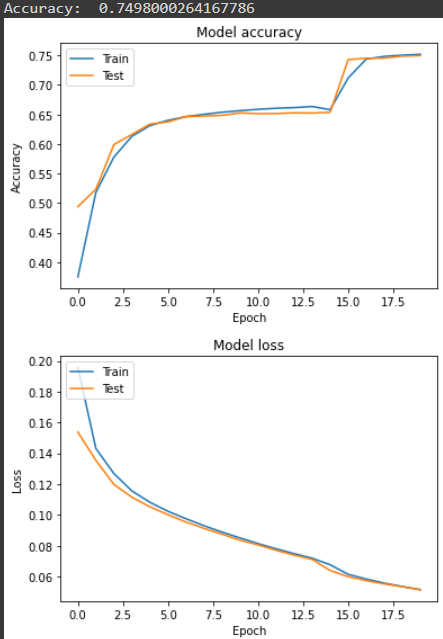 Accuracy:  0.7498000264167786
Model accuracy
Train
Test
0.75
0.70
0.65
0.60
0.55
0.50
0.45
0.40
Accuracy
0.0 2.5 5.0 7.5 10.0 12.5 15.0 17.5
Epoch
Model loss
Train
Test
0.20
0.18
0.16
0.14
0.12
0.10
0.08
0.06
Loss
0.0 2.5 5.0 7.5 10.0 12.5 15.0 17.5
Epoch